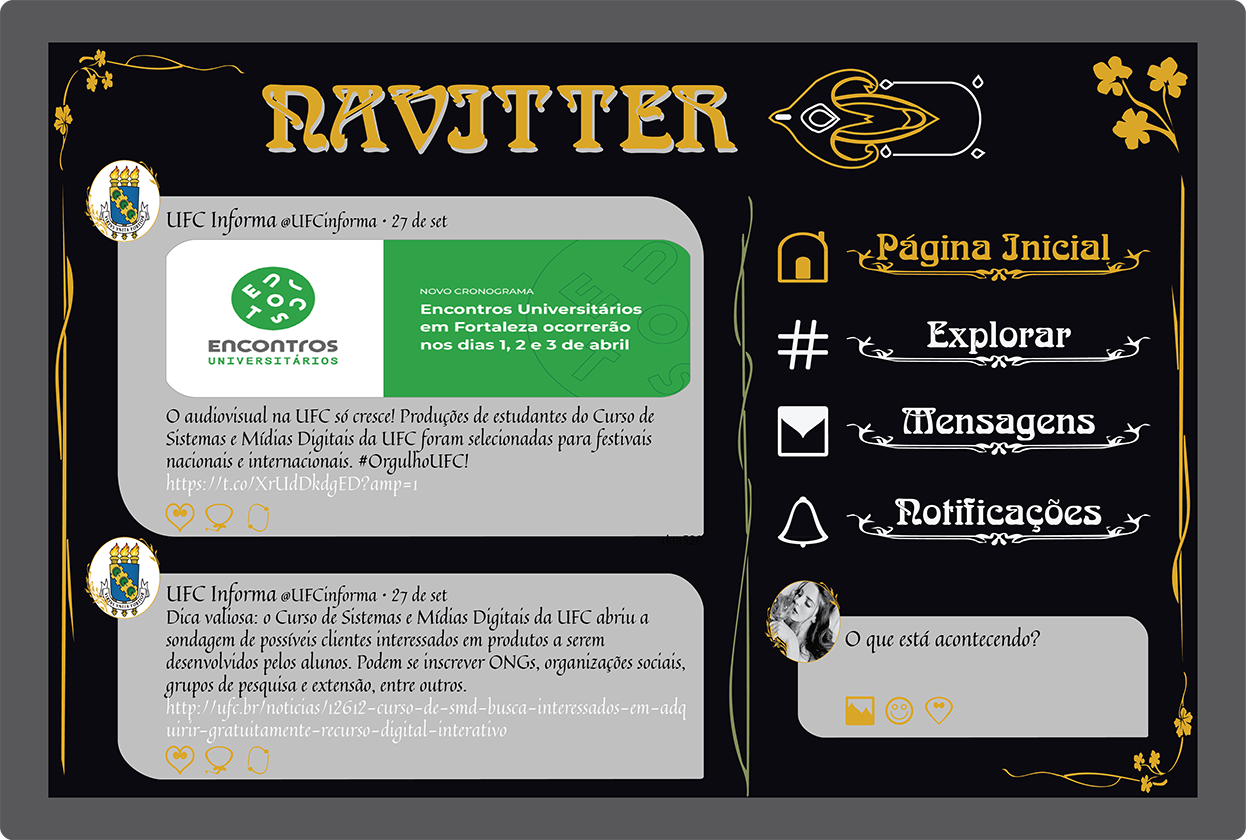 NAVITTER
UFC Informa @UFCinforma • 27 de set
ENCONTROS
ENCONTROS
UNIVERSITÁRIOS
NOVO CRONOGRAMA
Encontros Universitários
em Fortaleza ocorrerão
nos dias 1, 2 e 3 de abril
O audiovisual na UFC só cresce! Produções de estudantes do Curso de
Sistemas e Mídias Digitais da UFC foram selecionadas para festivais
nacionais e internacionais. #OrgulhoUFC!
https://t.co/XrUdDkdgED?amp=1
UFC Informa @UFCinforma • 27 de set
Dica valiosa: o Curso de Sistemas e Mídias Digitais da UFC abriu a
sondagem de possíveis clientes interessados em produtos a serem
desenvolvidos pelos alunos. Podem se inscrever ONGs, organizações sociais,
grupos de pesquisa e extensão, entre outros.
http://ufc.br/noticias/12612-curso-de-smd-busca-interessados-em-adq
uirir-gratuitamente-recurso-digital-interativo
Página Inicial
# Explorar
Mensagens
Notificações
O que está acontecendo?